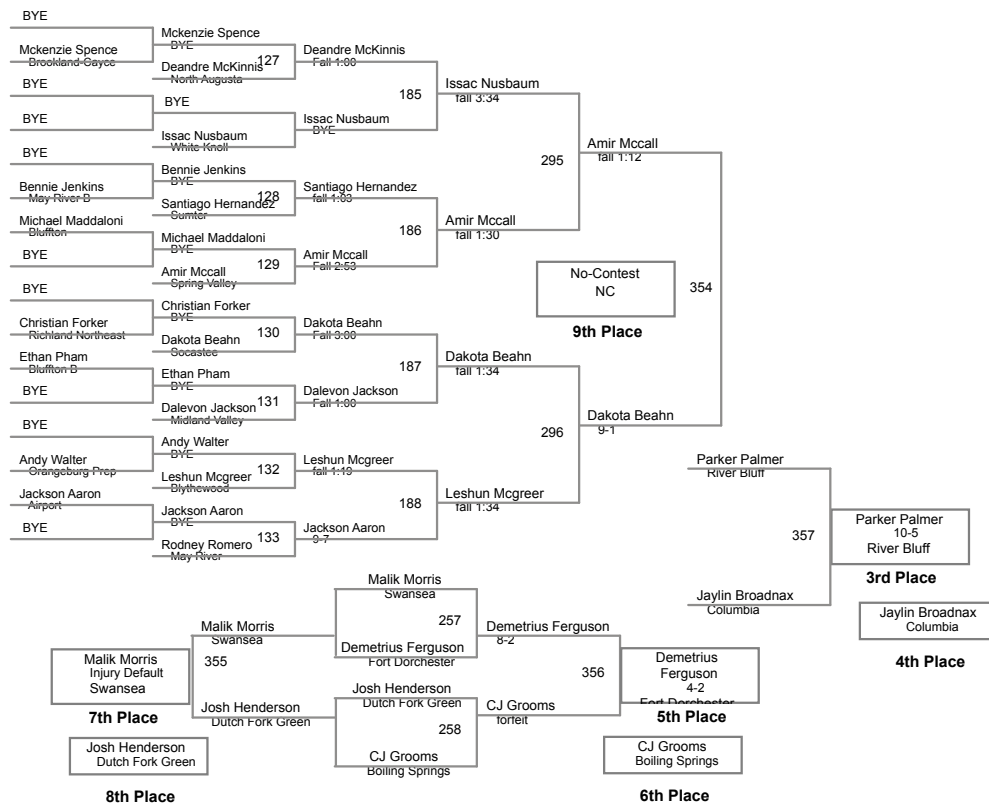 BYE
Mckenzie Spence
Brookland-Cayce
BYE
BYE
BYE
Bennie Jenkins
May River B
Michael Maddaloni
Bluffton
BYE
BYE
Christian Forker
Richland Northeast
Ethan Pham
Bluffton B
BYE
BYE
Andy Walter
Orangeburg Prep
Jackson Aaron
Airport
BYE
Mckenzie Spence
BYE
127
Deandre McKinnis
North Augusta
BYE
Issac Nusbaum
White Knoll
Bennie Jenkins
BYE
128
Santiago Hernandez
Sumter
Michael Maddaloni
BYE
129
Amir Mccall
Spring Valley
Christian Forker
BYE
130
Dakota Beahn
Socastee
Ethan Pham
BYE
131
Dalevon Jackson
Midland Valley
Andy Walter
BYE
132
Leshun Mcgreer
Blythewood
Jackson Aaron
BYE
133
Rodney Romero
May River
Deandre McKinnis
Fall 1:00
185
Issac Nusbaum
BYE
Santiago Hernandez
fall 1:03
186
Amir Mccall
Fall 2:53
Dakota Beahn
Fall 3:00
187
Dalevon Jackson
Fall 1:00
Leshun Mcgreer
fall 1:19
188
Jackson Aaron
9-7
Issac Nusbaum
fall 3:34
295
Amir Mccall
fall 1:30
Dakota Beahn
fall 1:34
296
Leshun Mcgreer
fall 1:34
Amir Mccall
fall 1:12
354
Dakota Beahn
9-1
No-Contest
NC
9th Place
Parker Palmer
River Bluff
357
Jaylin Broadnax
Columbia
Parker Palmer
10-5
River Bluff
3rd Place
Jaylin Broadnax
Columbia
4th Place
Malik Morris
Swansea
257
Demetrius Ferguson
Fort Dorchester
Josh Henderson
Dutch Fork Green
258
CJ Grooms
Boiling Springs
Malik Morris
Swansea
355
Josh Henderson
Dutch Fork Green
Malik Morris
Injury Default
Swansea
7th Place
Josh Henderson
Dutch Fork Green
8th Place
Demetrius Ferguson
8-2
356
CJ Grooms
forfeit
Demetrius
Ferguson
4-2
Fort Dorchester
5th Place
CJ Grooms
Boiling Springs
6th Place